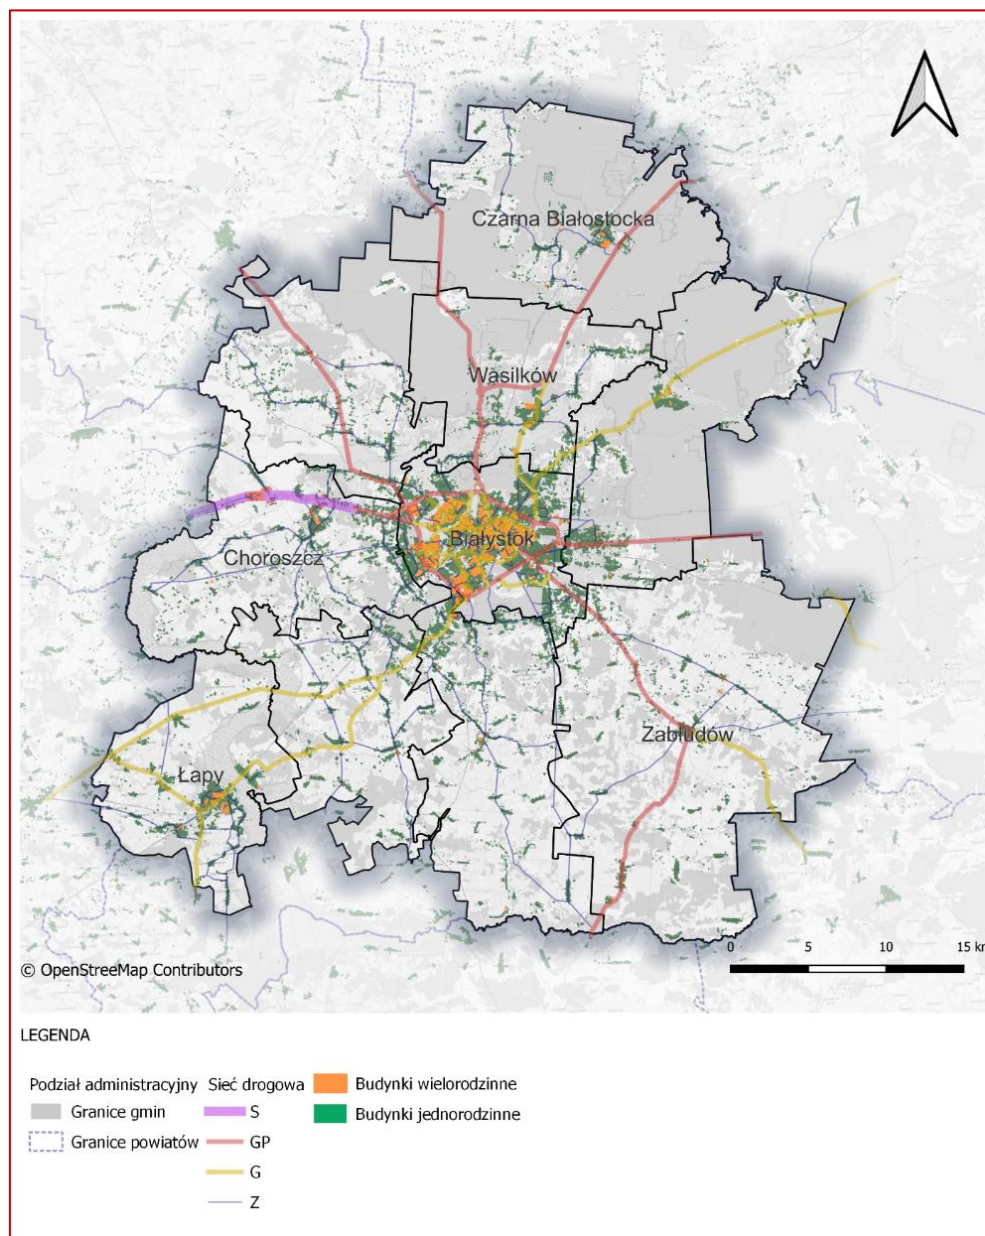 Czarna Białostocka
Wasilków
Białystok
Choroszcz
Zabłudów
Łapy
0 5 10 15 km
© OpenStreetMap Contributors
LEGENDA
Podział administracyjny Sieć drogowa Budynki wielorodzinne
Granice gmin S Budynki jednorodzinne
Granice powiatów GP
G
Z